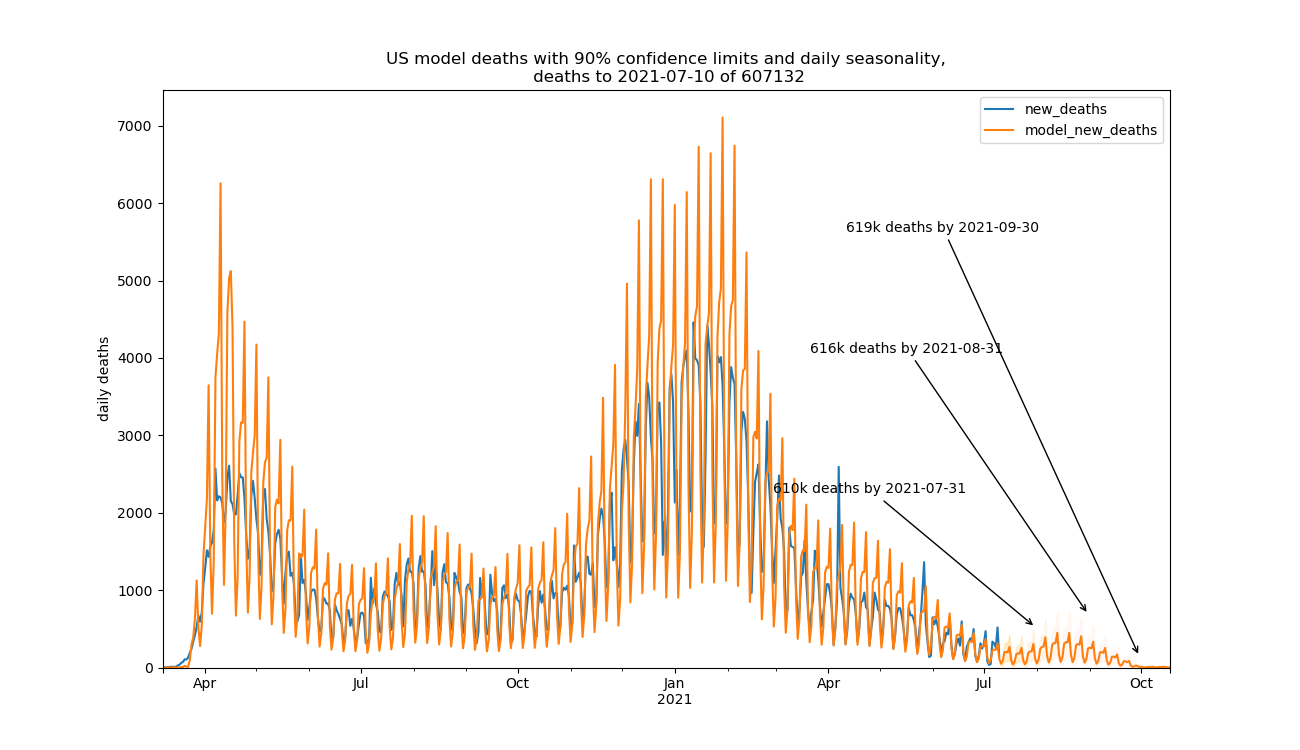 US model deaths with 90% confidence limits and daily seasonality,
deaths to 2021-07-10 of 607132
new_deaths
model_new_deaths
7000
6000
5000
4000
3000
2000
1000
0
daily deaths
619k deaths by 2021-09-30
616k deaths by 2021-08-31
610k deaths by 2021-07-31
Apr Jul Oct Jan Apr Jul Oct
2021